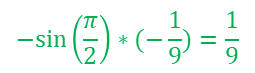 −sin(π/2) * (−1/9) = 1/9